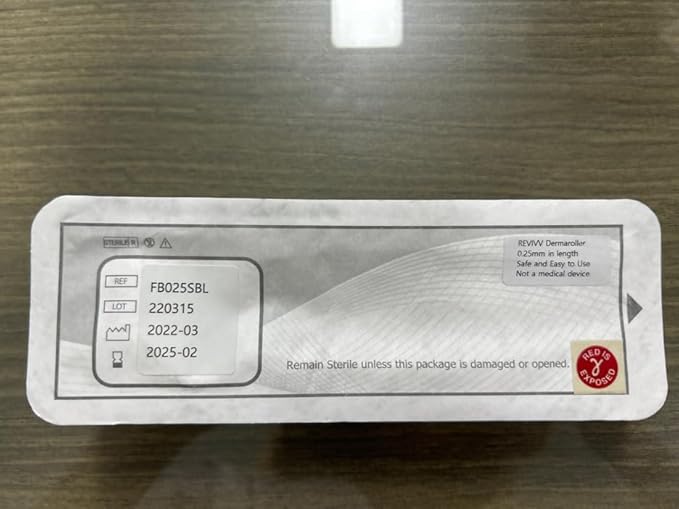 STERILE R
REVIVV Dermaroller
0.25mm in length
Safe and Easy to Use
Not a medical device
REF FB025SBL
LOT 220315
2022-03
2025-02
Remain Sterile unless this package is damaged or opened.
RED IS
γ
EXPOSED